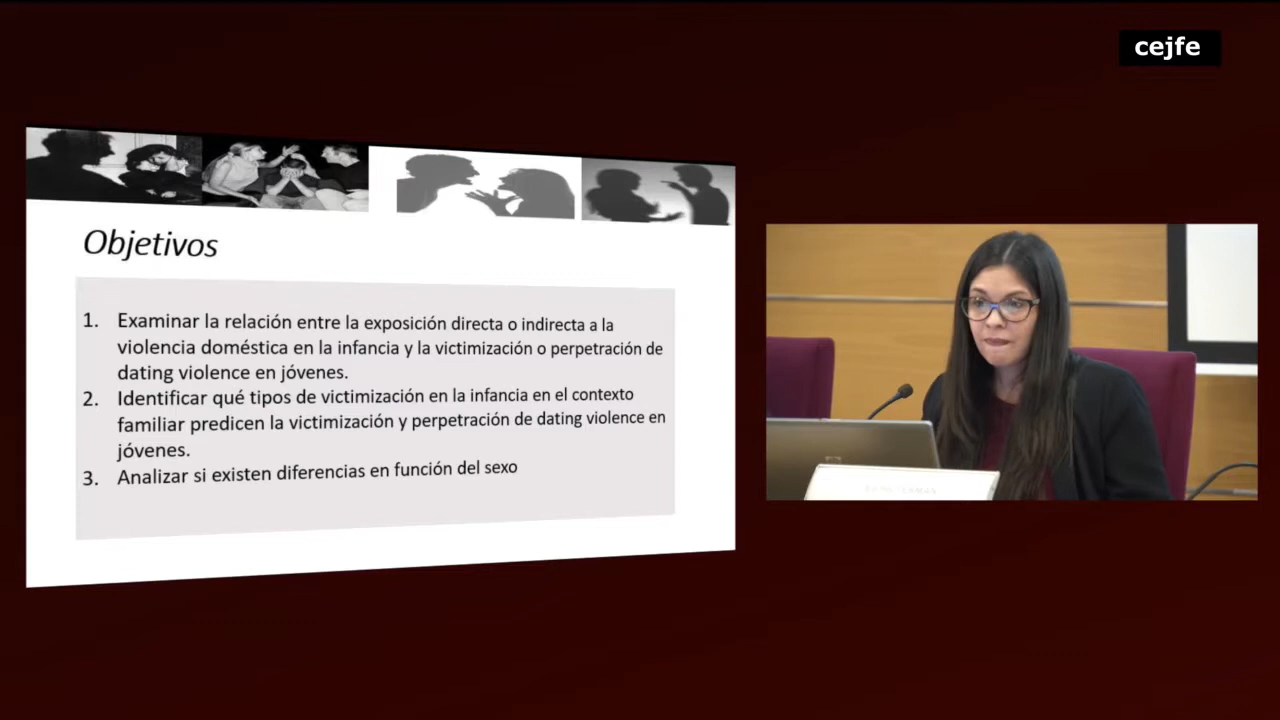 cejfe
Objetivos
1. Examinar la relación entre la exposición directa o indirecta a la
violencia doméstica en la infancia y la victimización o perpetración de
dating violence en jóvenes.
2. Identificar qué tipos de victimización en la infancia en el contexto
familiar predicen la victimización y perpetración de dating violence en
jóvenes.
3. Analizar si existen diferencias en función del sexo